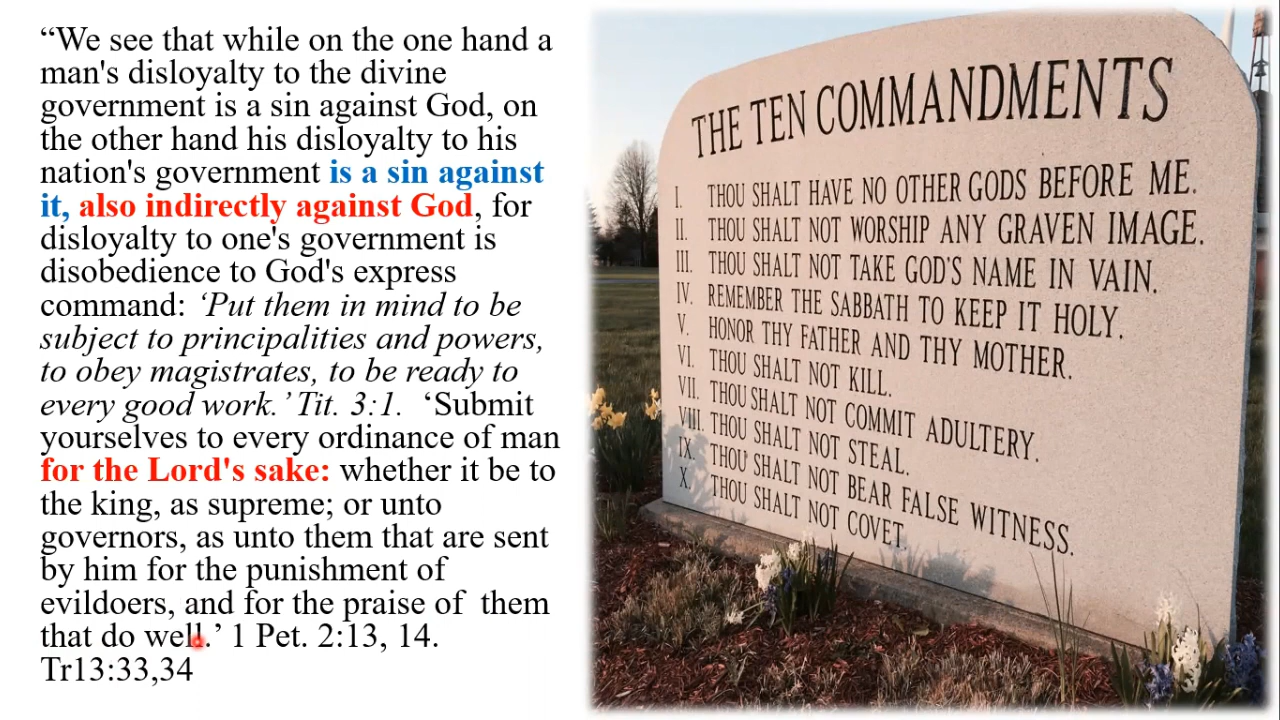 “We see that while on the one hand a
man's disloyalty to the divine
government is a sin against God, on
the other hand his disloyalty to his
nation's government is a sin against
it, also indirectly against God, for
disloyalty to one's government is
disobedience to God's express
command: ‘Put them in mind to be
subject to principalities and powers,
to obey magistrates, to be ready to
every good work.’ Tit. 3:1. ‘Submit
yourselves to every ordinance of man
for the Lord's sake: whether it be to
the king, as supreme; or unto
governors, as unto them that are sent
by him for the punishment of
evildoers, and for the praise of them
that do well.’ 1 Pet. 2:13, 14.
Tr13:33,34
THE TEN COMMANDMENTS
I. THOU SHALT HAVE NO OTHER GODS BEFORE ME.
II. THOU SHALT NOT WORSHIP ANY GRAVEN IMAGE.
III. THOU SHALT NOT TAKE GOD'S NAME IN VAIN.
IV. REMEMBER THE SABBATH TO KEEP IT HOLY.
V. HONOR THY FATHER AND THY MOTHER.
VI. THOU SHALT NOT KILL.
VII. THOU SHALT NOT COMMIT ADULTERY.
VIII. THOU SHALT NOT STEAL.
IX. THOU SHALT NOT BEAR FALSE WITNESS.
X. THOU SHALT NOT COVET.